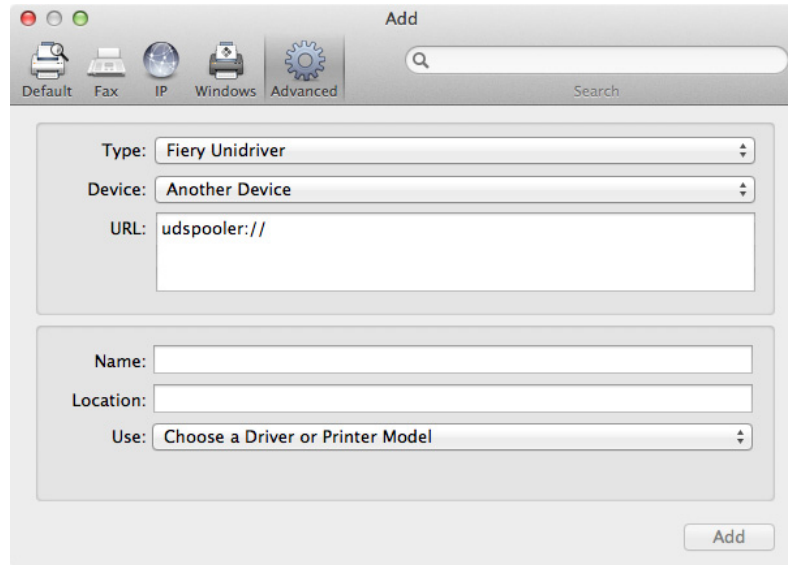 Add
Default Fax IP Windows Advanced Search
Type: Fiery Unidriver
Device: Another Device
URL: udspooler://
Name:
Location:
Use: Choose a Driver or Printer Model
Add